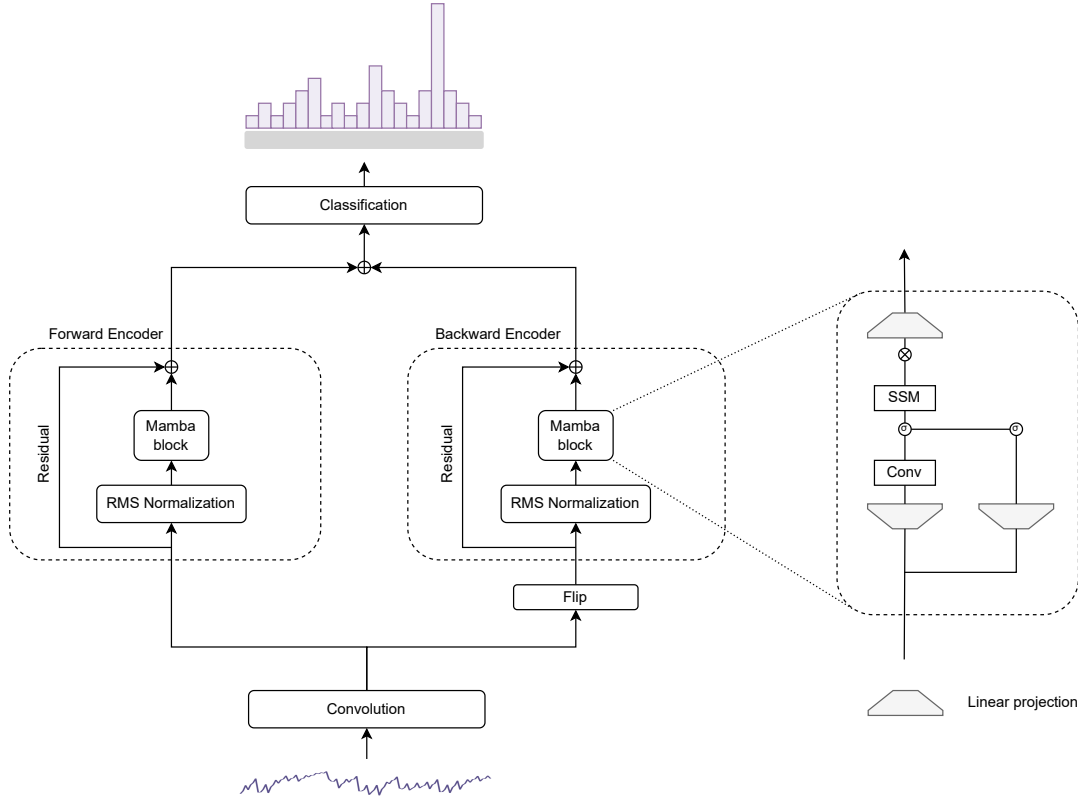 Classification
Forward Encoder
Backward Encoder
Residual
Mamba
block
RMS Normalization
Residual
Mamba
block
RMS Normalization
Flip
Convolution
SSM
σ
σ
Conv
Linear projection